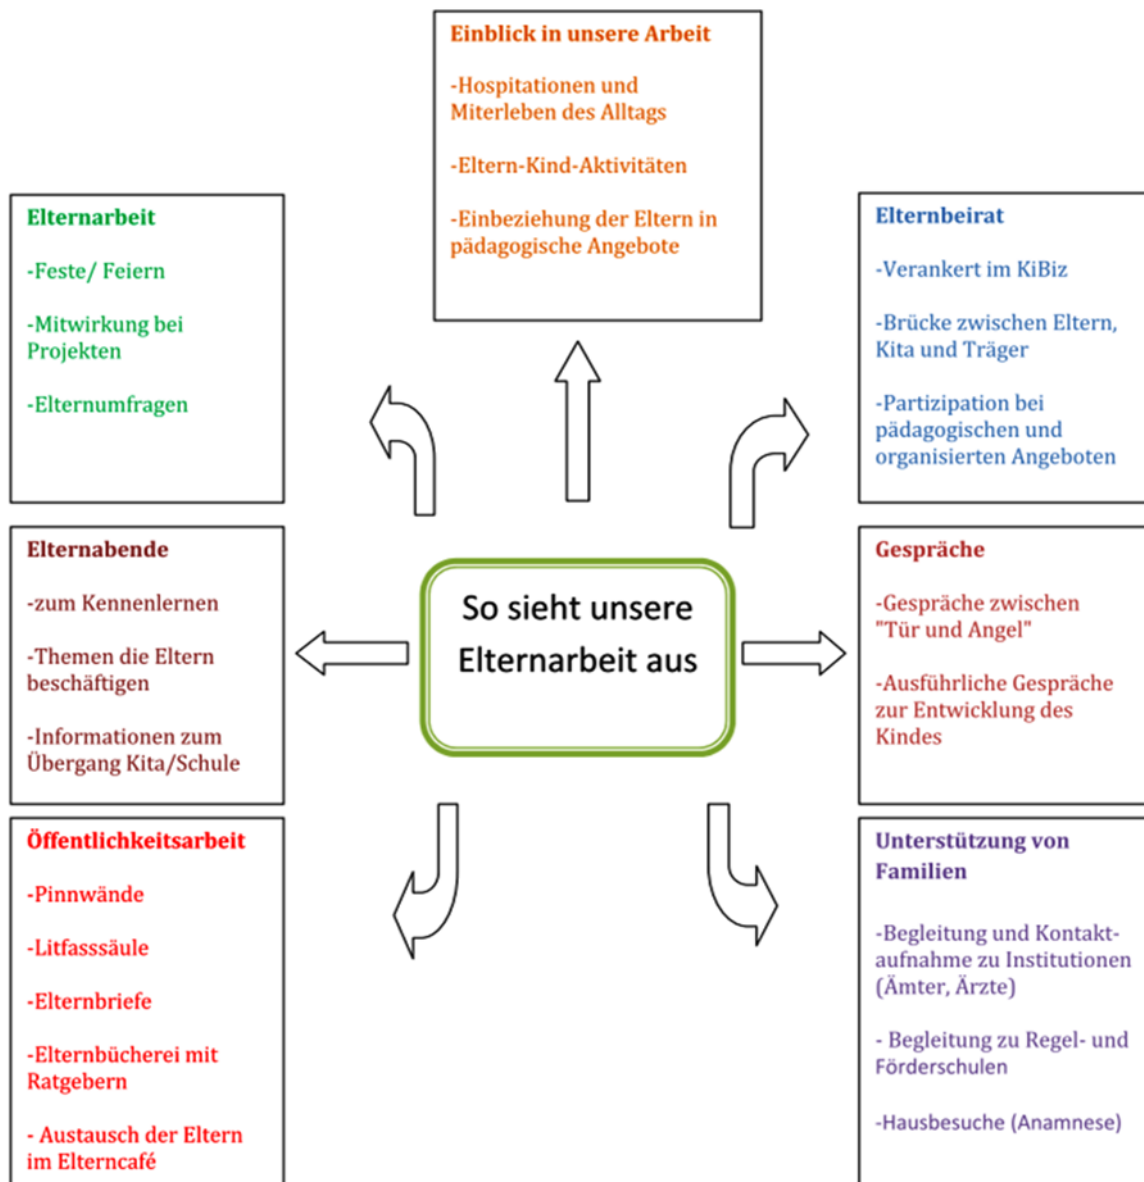 Einblick in unsere Arbeit
-Hospitationen und
Miterleben des Alltags
-Eltern-Kind-Aktivitäten
-Einbeziehung der Eltern in
pädagogische Angebote
Elternarbeit
-Feste/ Feiern
-Mitwirkung bei
Projekten
-Elternumfragen
Elternbeirat
-Verankert im KiBiz
-Brücke zwischen Eltern,
Kita und Träger
-Partizipation bei
pädagogischen und
organisierten Angeboten
Elternabende
-zum Kennenlernen
-Themen die Eltern
beschäftigen
-Informationen zum
Übergang Kita/Schule
So sieht unsere
Elternarbeit aus
Gespräche
-Gespräche zwischen
"Tür und Angel"
-Ausführliche Gespräche
zur Entwicklung des
Kindes
Öffentlichkeitsarbeit
-Pinnwände
-Litfasssäule
-Elternbriefe
-Elternbücherei mit
Ratgebern
- Austausch der Eltern
im Elterncafé
Unterstützung von
Familien
-Begleitung und Kontakt-
aufnahme zu Institutionen
(Ämter, Ärzte)
- Begleitung zu Regel- und
Förderschulen
-Hausbesuche (Anamnese)